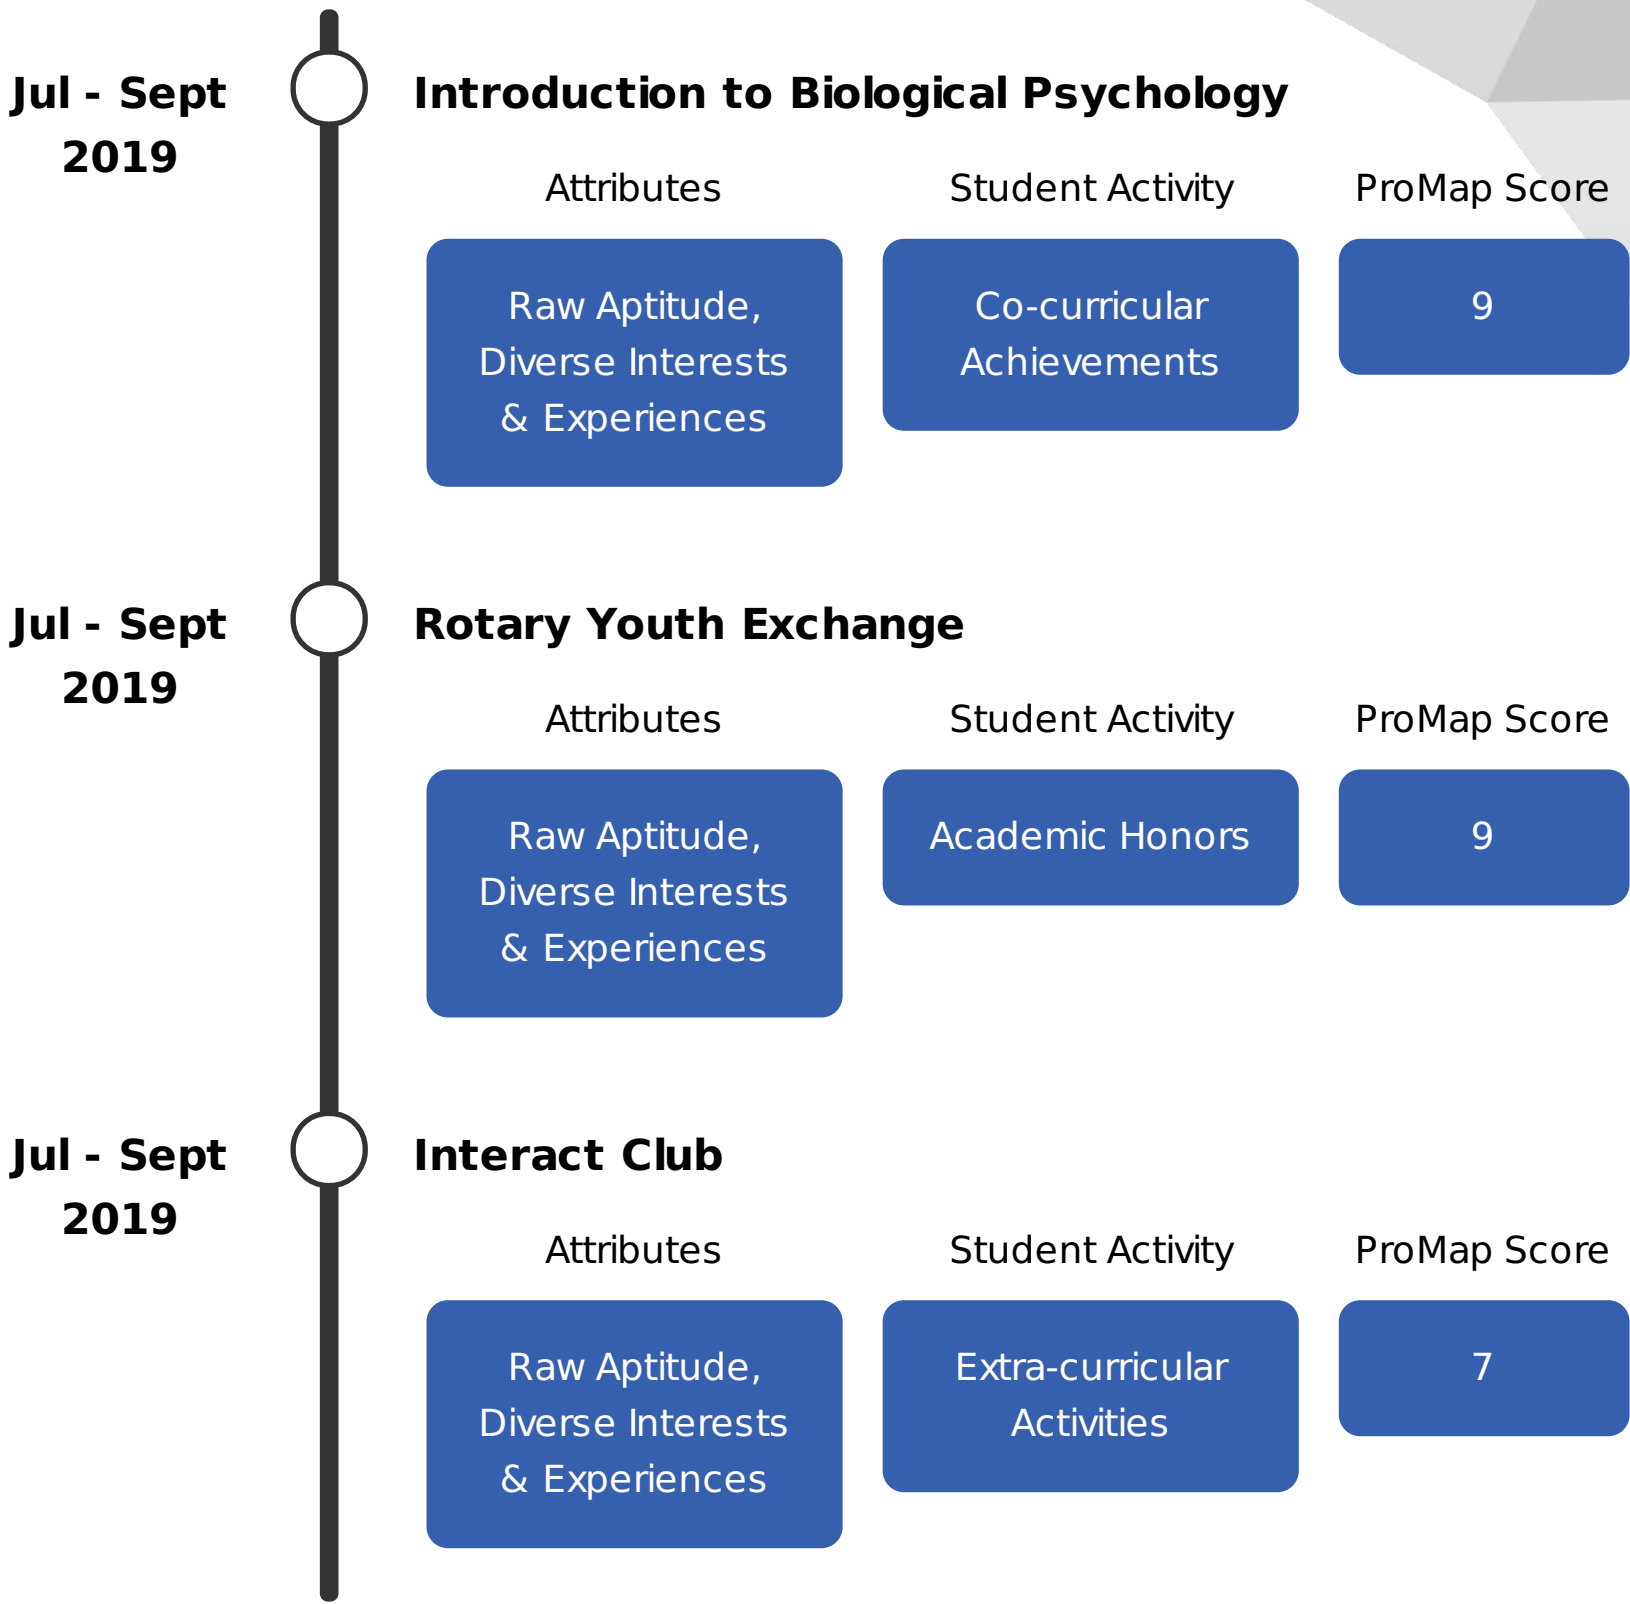 Jul - Sept
2019
Introduction to Biological Psychology
Attributes
Student Activity
ProMap Score
Raw Aptitude,
Diverse Interests
& Experiences
Co-curricular
Achievements
9
Jul - Sept
2019
Rotary Youth Exchange
Attributes
Student Activity
ProMap Score
Raw Aptitude,
Diverse Interests
& Experiences
Academic Honors
9
Jul - Sept
2019
Interact Club
Attributes
Student Activity
ProMap Score
Raw Aptitude,
Diverse Interests
& Experiences
Extra-curricular
Activities
7